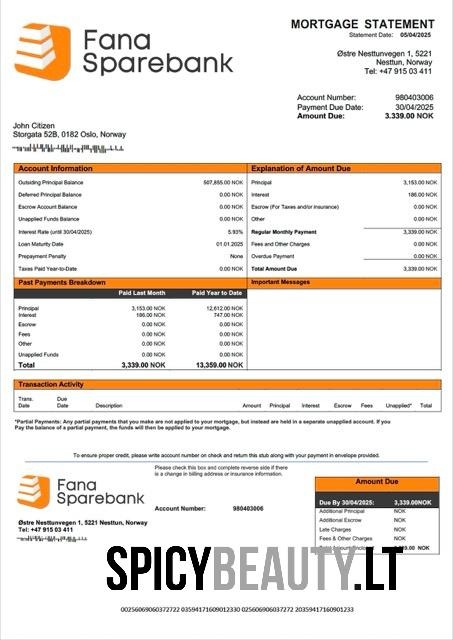 Fana
Sparebank
MORTGAGE STATEMENT
Statement Date: 05/04/2025
Østre Nesttunvegen 1, 5221
Nesttun, Norway
Tel: +47 915 03 411
Account Number: 980403006
Payment Due Date: 30/04/2025
Amount Due: 3.339.00 NOK
John Citizen
Storgata 52B, 0182 Oslo, Norway
Account Information
Outsiding Principal Balance 507,855.00 NOK
Deferred Principal Balance 0.00 NOK
Escrow Account Balance 0.00 NOK
Unapplied Funds Balance 0.00 NOK
Interest Rate (until 30/04/2025) 5.93%
Loan Maturity Date 01.01.2025
Prepayment Penalty None
Taxes Paid Year-to-Date 0.00 NOK
Explanation of Amount Due
Principal 3,153.00 NOK
Interest 186.00 NOK
Escrow (For Taxes and/or Insurance) 0.00 NOK
Other 0.00 NOK
Regular Monthly Payment 3,339.00 NOK
Fees and Other Charges 0.00 NOK
Overdue Payment 0.00 NOK
Total Amount Due 3,339.00 NOK
Past Payments Breakdown
Paid Last Month Paid Year to Date
Principal 3,153.00 NOK 12,612.00 NOK
Interest 186.00 NOK 747.00 NOK
Escrow 0.00 NOK 0.00 NOK
Fees 0.00 NOK 0.00 NOK
Other 0.00 NOK 0.00 NOK
Unapplied Funds 0.00 NOK 0.00 NOK
Total 3,339.00 NOK 13,359.00 NOK
Important Messages
Transaction Activity
Trans. Date Due Date Description Amount Principal Interest Escrow Fees Unapplied* Total
*Partial Payments: Any partial payments that you make are not applied to your mortgage, but instead are held in a separate unapplied account. If you
Pay the balance of a partial payment, the funds will then be applied to your mortgage.
To ensure proper credit, please write account number on check and return this stub along with your payment in envelope provided.
Please check this box and complete reverse side if there
is a change in billing address or insurance information.
Fana
Sparebank
Account Number: 980403006
Østre Nesttunvegen 1, 5221 Nesttun, Norway
Tel: +47 915 03 411
Amount Due
Due By 30/04/2025: 3,339.00NOK
Additional Principal NOK
Additional Escrow NOK
Late Charges NOK
Fees & Other Charges NOK
SPICYBEAUTY.LT
00256069060372722 03594171609012330 02560769060372272 20359417160901233